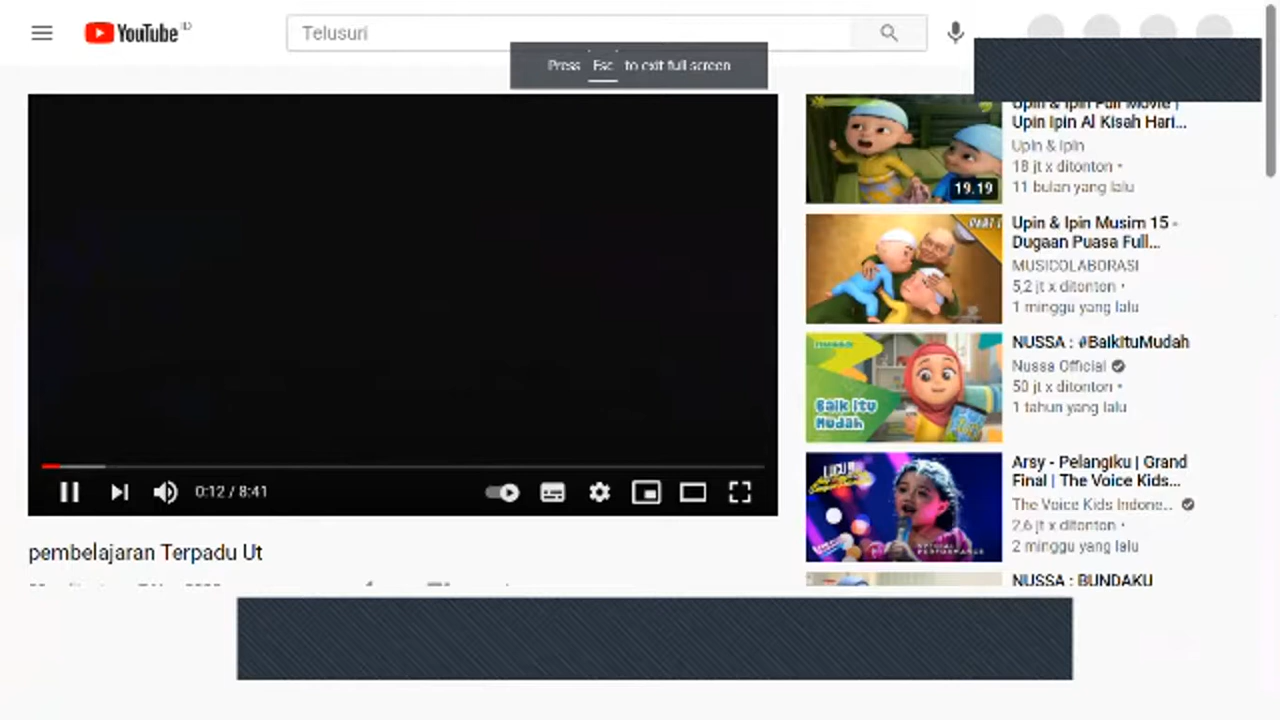 YouTube ID
Telusuri
Press Esc to exit full screen
Upin & Ipin Full Movie |
Upin Ipin Al Kisah Hari...
Upin & Ipin
18 jt x ditonton •
11 bulan yang lalu
19.19
Upin & Ipin Musim 15 -
Dugaan Puasa Full...
MUSICOLABORASI
5,2 jt x ditonton •
1 minggu yang lalu
NUSSA : #BaikItuMudah
Nussa Official
50 jt x ditonton •
1 tahun yang lalu
Baik itu
Mudah
Arsy - Pelangiku | Grand
Final | The Voice Kids...
The Voice Kids Indone...
2,6 jt x ditonton •
2 minggu yang lalu
NUSSA : BUNDAKU
0:12 / 8:41
pembelajaran Terpadu Ut